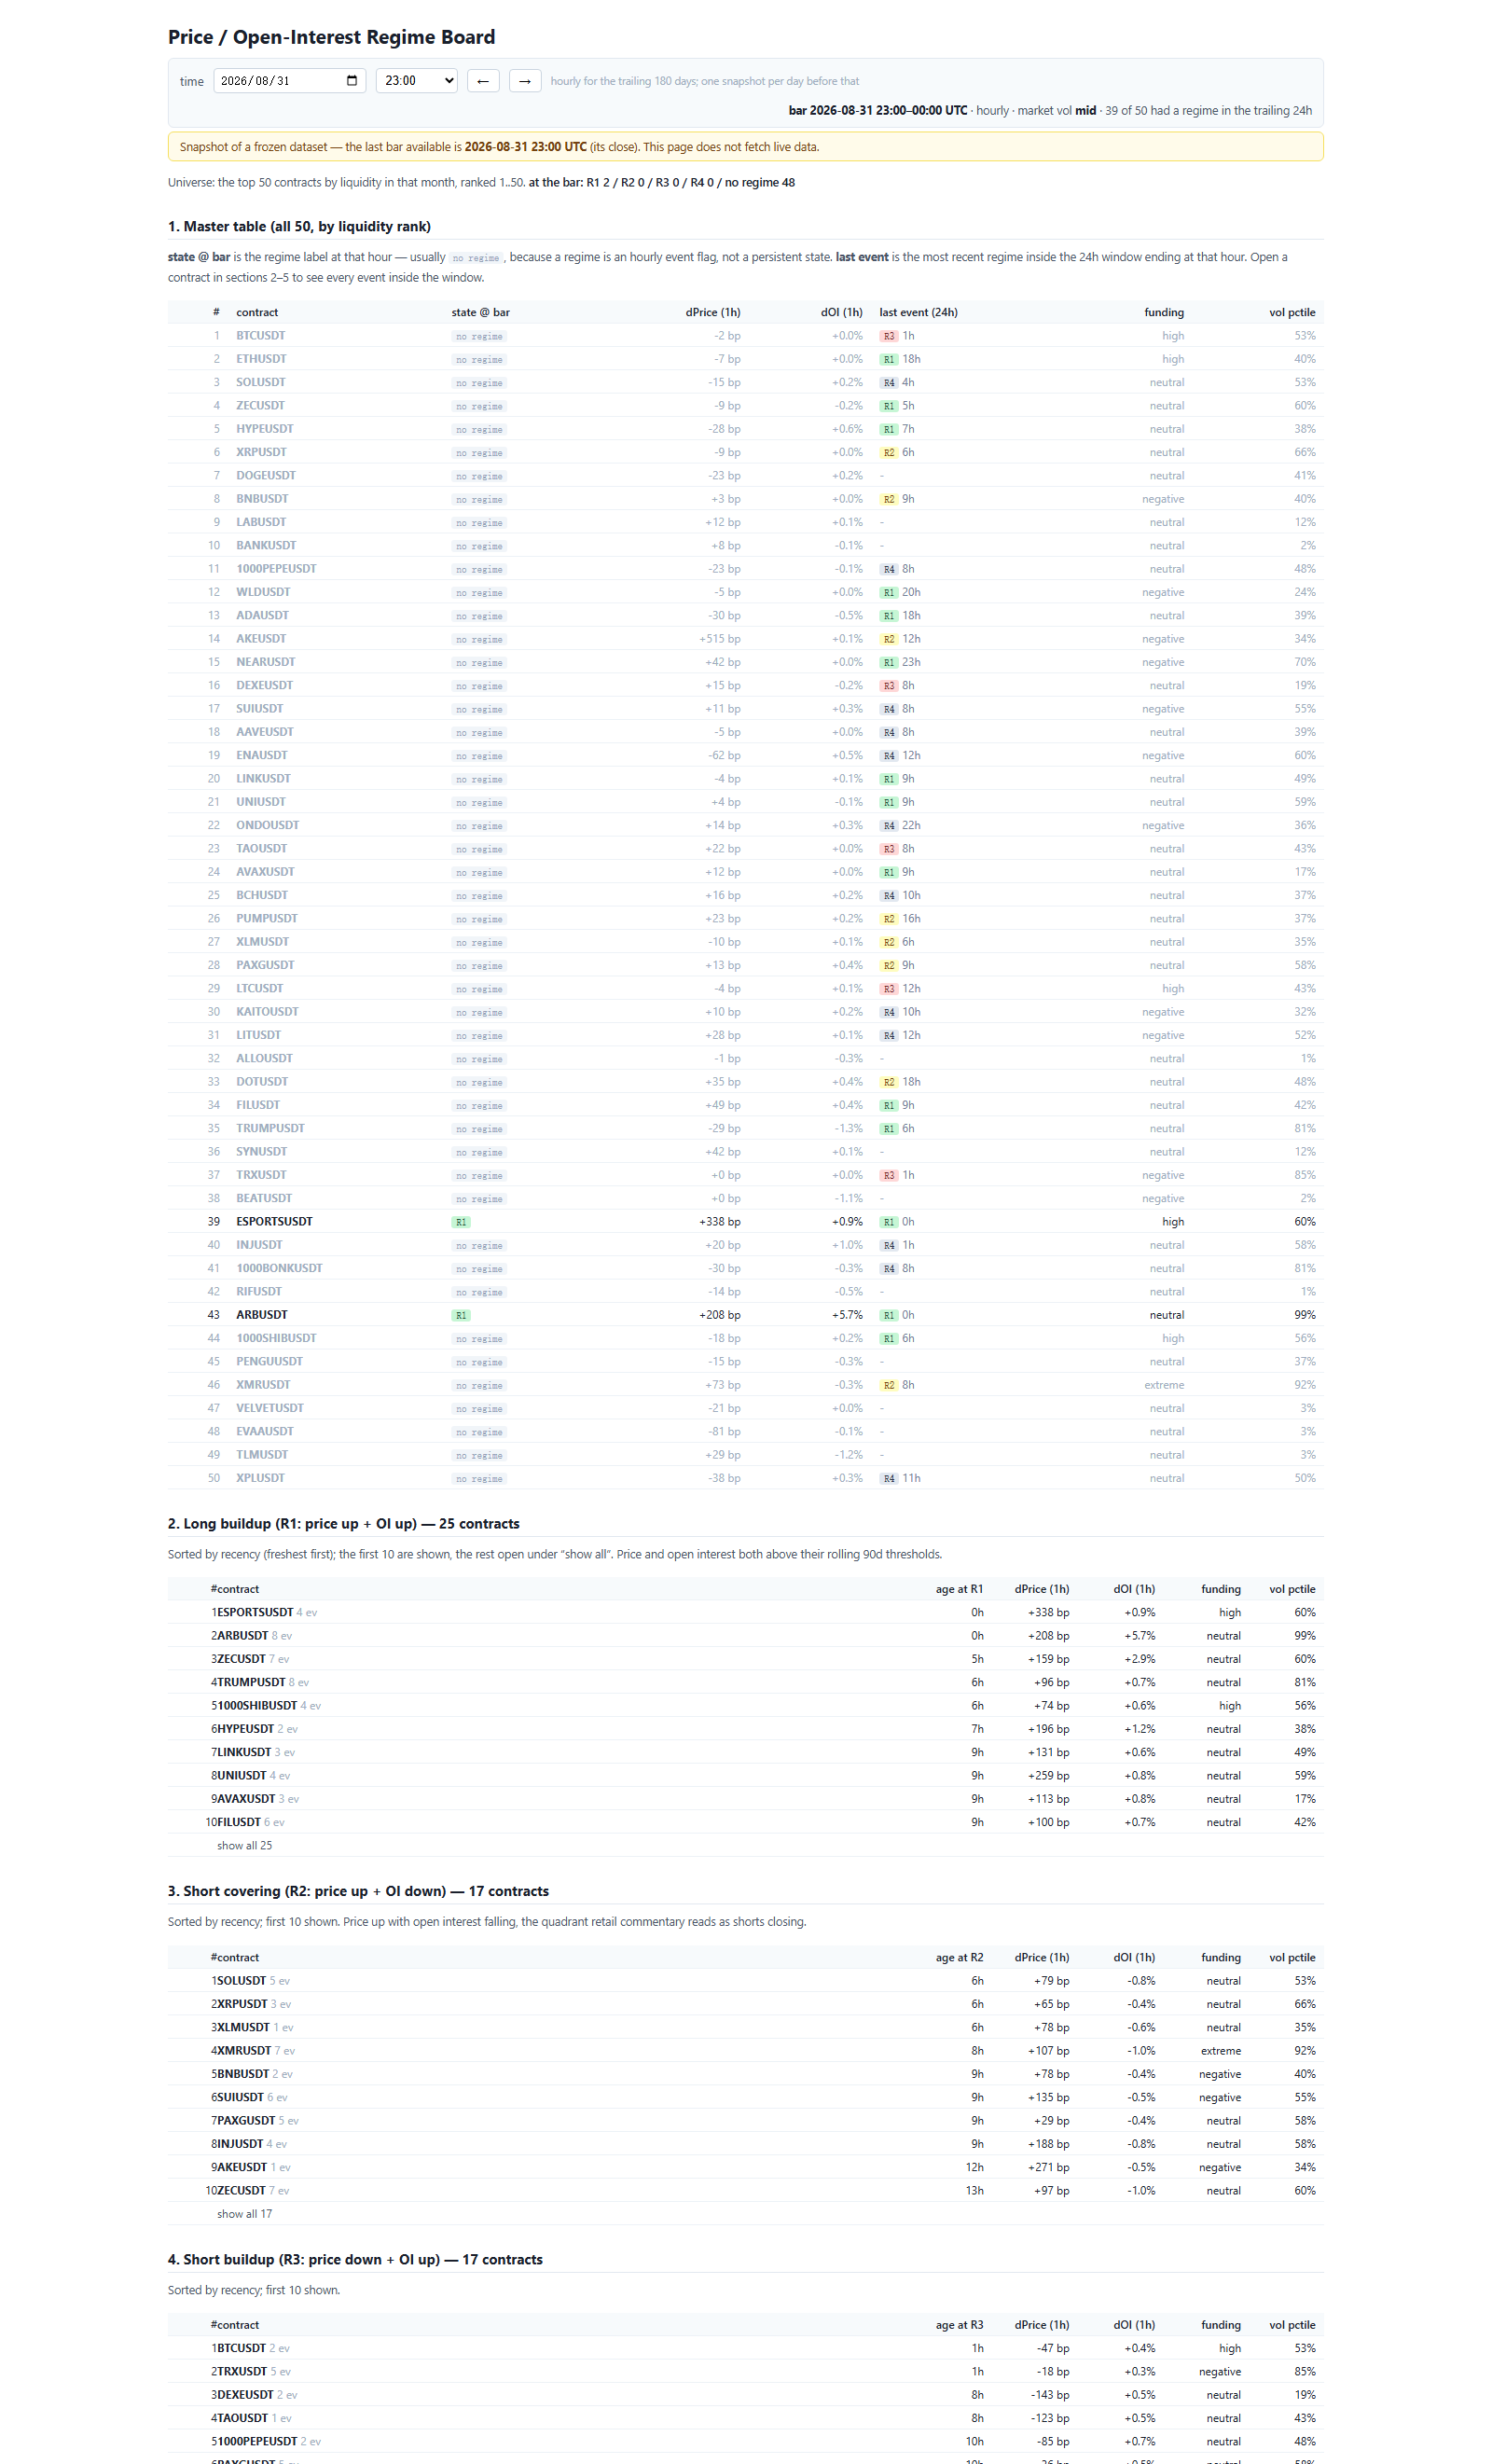 Price / Open-Interest Regime Board
time 2026/08/31 23:00 ← → hourly for the trailing 180 days; one snapshot per day before that
bar 2026-08-31 23:00–00:00 UTC · hourly · market vol mid · 39 of 50 had a regime in the trailing 24h
Snapshot of a frozen dataset — the last bar available is 2026-08-31 23:00 UTC (its close). This page does not fetch live data.
Universe: the top 50 contracts by liquidity in that month, ranked 1..50. at the bar: R1 2 / R2 0 / R3 0 / R4 0 / no regime 48
1. Master table (all 50, by liquidity rank)
state @ bar is the regime label at that hour — usually no regime , because a regime is an hourly event flag, not a persistent state. last event is the most recent regime inside the 24h window ending at that hour. Open a
contract in sections 2–5 to see every event inside the window.
# contract state @ bar dPrice (1h) dOI (1h) last event (24h) funding vol pctile
1 BTCUSDT no regime -2 bp +0.0% R3 1h high 53%
2 ETHUSDT no regime -7 bp +0.0% R1 18h high 40%
3 SOLUSDT no regime -15 bp +0.2% R4 4h neutral 53%
4 ZECUSDT no regime -9 bp -0.2% R1 5h neutral 60%
5 HYPEUSDT no regime -28 bp +0.6% R1 7h neutral 38%
6 XRPUSDT no regime -9 bp +0.0% R2 6h neutral 66%
7 DOGEUSDT no regime -23 bp +0.2% - neutral 41%
8 BNBUSDT no regime +3 bp +0.0% R2 9h negative 40%
9 LABUSDT no regime +12 bp +0.1% - neutral 12%
10 BANKUSDT no regime +8 bp -0.1% - neutral 2%
11 1000PEPEUSDT no regime -23 bp -0.1% R4 8h neutral 48%
12 WLDUSDT no regime -5 bp +0.0% R1 20h negative 24%
13 ADAUSDT no regime -30 bp -0.5% R1 18h neutral 39%
14 AKEUSDT no regime +515 bp +0.1% R2 12h negative 34%
15 NEARUSDT no regime +42 bp +0.0% R1 23h negative 70%
16 DEXEUSDT no regime +15 bp -0.2% R3 8h neutral 19%
17 SUIUSDT no regime +11 bp +0.3% R4 8h negative 55%
18 AAVEUSDT no regime -5 bp +0.0% R4 8h neutral 39%
19 ENAUSDT no regime -62 bp +0.5% R4 12h negative 60%
20 LINKUSDT no regime -4 bp +0.1% R1 9h neutral 49%
21 UNIUSDT no regime +4 bp -0.1% R1 9h neutral 59%
22 ONDOUSDT no regime +14 bp +0.3% R4 22h negative 36%
23 TAOUSDT no regime +22 bp +0.0% R3 8h neutral 43%
24 AVAXUSDT no regime +12 bp +0.0% R1 9h neutral 17%
25 BCHUSDT no regime +16 bp +0.2% R4 10h neutral 37%
26 PUMPUSDT no regime +23 bp +0.2% R2 16h neutral 37%
27 XLMUSDT no regime -10 bp +0.1% R2 6h neutral 35%
28 PAXGUSDT no regime +13 bp +0.4% R2 9h neutral 58%
29 LTCUSDT no regime -4 bp +0.1% R3 12h high 43%
30 KAITOUSDT no regime +10 bp +0.2% R4 10h negative 32%
31 LITUSDT no regime +28 bp +0.1% R4 12h negative 52%
32 ALLOUSDT no regime -1 bp -0.3% - neutral 1%
33 DOTUSDT no regime +35 bp +0.4% R2 18h neutral 48%
34 FILUSDT no regime +49 bp +0.4% R1 9h neutral 42%
35 TRUMPUSDT no regime -29 bp -1.3% R1 6h neutral 81%
36 SYNUSDT no regime +42 bp +0.1% - neutral 12%
37 TRXUSDT no regime +0 bp +0.0% R3 1h negative 85%
38 BEATUSDT no regime +0 bp -1.1% - negative 2%
39 ESPORTSUSDT R1 +338 bp +0.9% R1 0h high 60%
40 INJUSDT no regime +20 bp +1.0% R4 1h neutral 58%
41 1000BONKUSDT no regime -30 bp -0.3% R4 8h neutral 81%
42 RIFUSDT no regime -14 bp -0.5% - neutral 1%
43 ARBUSDT R1 +208 bp +5.7% R1 0h neutral 99%
44 1000SHIBUSDT no regime -18 bp +0.2% R1 6h high 56%
45 PENGUUSDT no regime -15 bp -0.3% - neutral 37%
46 XMRUSDT no regime +73 bp -0.3% R2 8h extreme 92%
47 VELVETUSDT no regime -21 bp +0.0% - neutral 3%
48 EVAAUSDT no regime -81 bp -0.1% - neutral 3%
49 TLMUSDT no regime +29 bp -1.2% - neutral 3%
50 XPLUSDT no regime -38 bp +0.3% R4 11h neutral 50%
2. Long buildup (R1: price up + OI up) — 25 contracts
Sorted by recency (freshest first); the first 10 are shown, the rest open under “show all”. Price and open interest both above their rolling 90d thresholds.
# contract age at R1 dPrice (1h) dOI (1h) funding vol pctile
1 ESPORTSUSDT 4 ev 0h +338 bp +0.9% high 60%
2 ARBUSDT 8 ev 0h +208 bp +5.7% neutral 99%
3 ZECUSDT 7 ev 5h +159 bp +2.9% neutral 60%
4 TRUMPUSDT 8 ev 6h +96 bp +0.7% neutral 81%
5 1000SHIBUSDT 4 ev 6h +74 bp +0.6% high 56%
6 HYPEUSDT 2 ev 7h +196 bp +1.2% neutral 38%
7 LINKUSDT 3 ev 9h +131 bp +0.6% neutral 49%
8 UNIUSDT 4 ev 9h +259 bp +0.8% neutral 59%
9 AVAXUSDT 3 ev 9h +113 bp +0.8% neutral 17%
10 FILUSDT 6 ev 9h +100 bp +0.7% neutral 42%
show all 25
3. Short covering (R2: price up + OI down) — 17 contracts
Sorted by recency; first 10 shown. Price up with open interest falling, the quadrant retail commentary reads as shorts closing.
# contract age at R2 dPrice (1h) dOI (1h) funding vol pctile
1 SOLUSDT 5 ev 6h +79 bp -0.8% neutral 53%
2 XRPUSDT 3 ev 6h +65 bp -0.4% neutral 66%
3 XLMUSDT 1 ev 6h +78 bp -0.6% neutral 35%
4 XMRUSDT 7 ev 8h +107 bp -1.0% extreme 92%
5 BNBUSDT 2 ev 9h +78 bp -0.4% negative 40%
6 SUIUSDT 6 ev 9h +135 bp -0.5% negative 55%
7 PAXGUSDT 5 ev 9h +29 bp -0.4% neutral 58%
8 INJUSDT 4 ev 9h +188 bp -0.8% neutral 58%
9 AKEUSDT 1 ev 12h +271 bp -0.5% negative 34%
10 ZECUSDT 7 ev 13h +97 bp -1.0% neutral 60%
show all 17
4. Short buildup (R3: price down + OI up) — 17 contracts
Sorted by recency; first 10 shown.
# contract age at R3 dPrice (1h) dOI (1h) funding vol pctile
1 BTCUSDT 2 ev 1h -47 bp +0.4% high 53%
2 TRXUSDT 5 ev 1h -18 bp +0.3% negative 85%
3 DEXEUSDT 2 ev 8h -143 bp +0.5% neutral 19%
4 TAOUSDT 1 ev 8h -123 bp +0.5% neutral 43%
5 1000PEPEUSDT 2 ev 10h -85 bp +0.7% neutral 48%